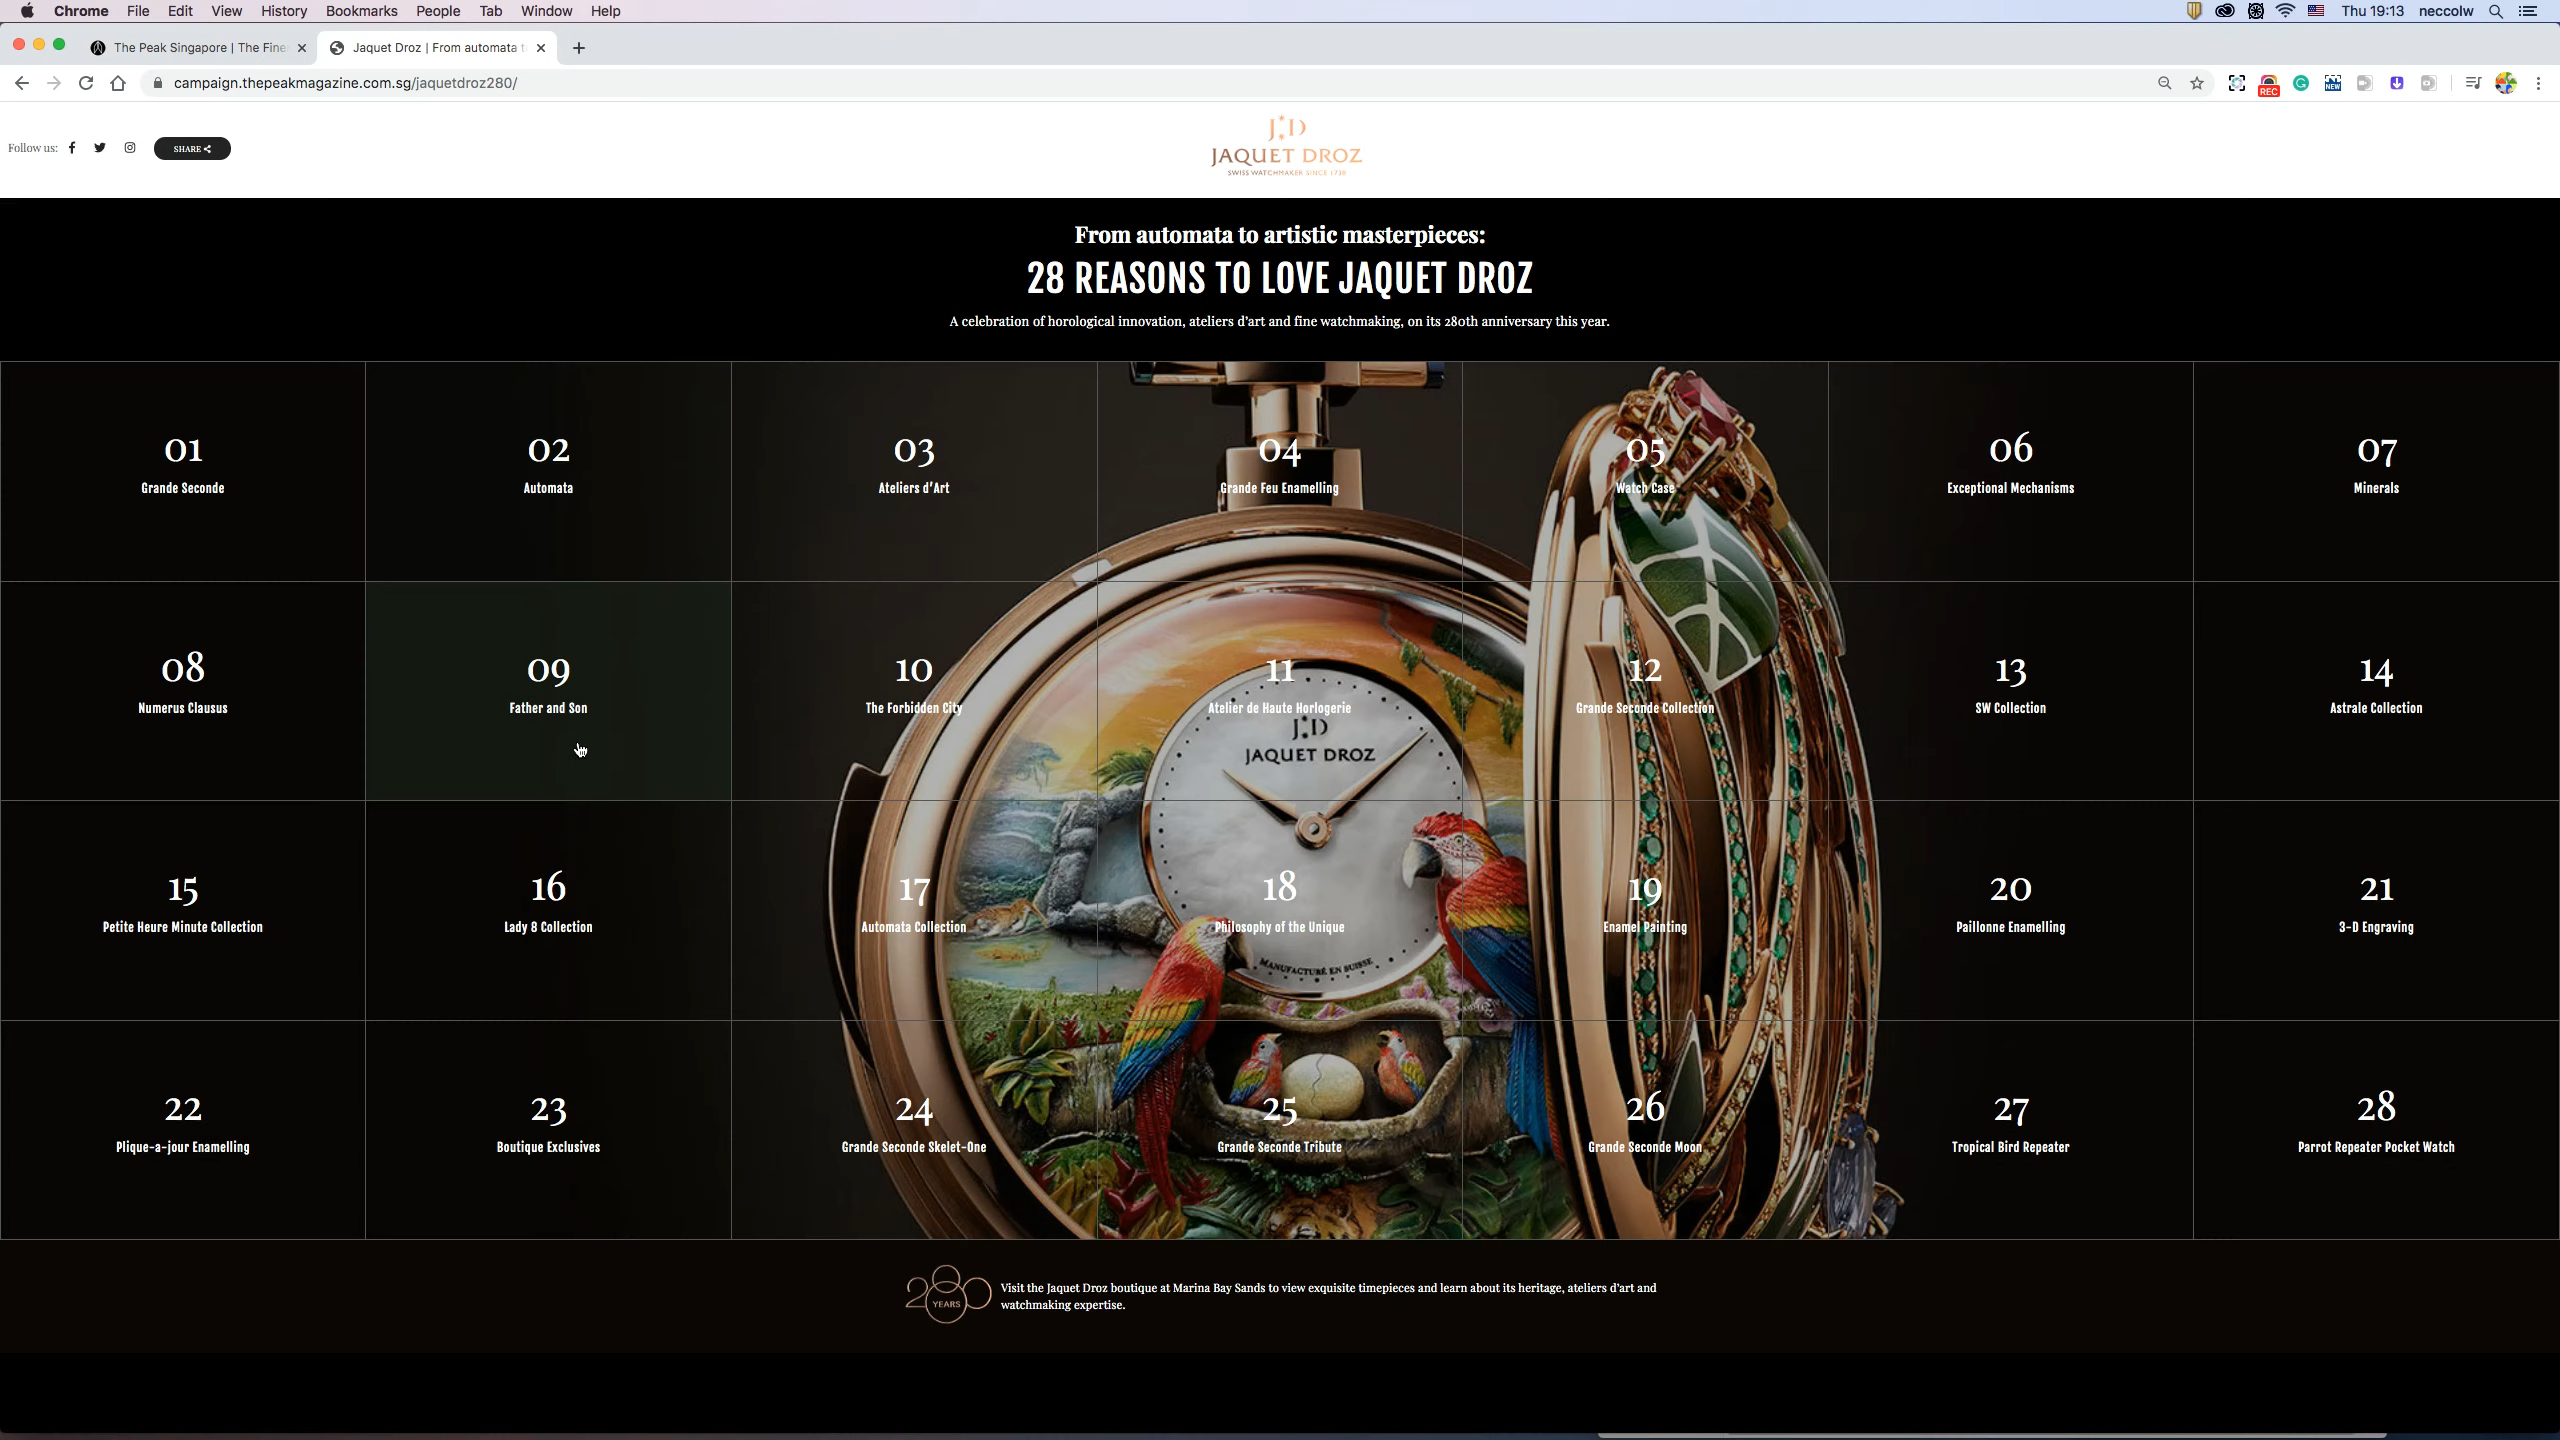 Chrome File Edit View History Bookmarks People Tab Window Help
Thu 19:13 neccolw
The Peak Singapore | The Fine
Jaquet Droz | From automata t
campaign.thepeakmagazine.com.sg/jaquetdroz280/
REC
NEW
Follow us:
SHARE
J D
JAQUET DROZ
SWISS WATCHMAKER SINCE 1738
From automata to artistic masterpieces:
28 REASONS TO LOVE JAQUET DROZ
A celebration of horological innovation, ateliers d'art and fine watchmaking, on its 280th anniversary this year.
01
Grande Seconde
02
Automata
03
Ateliers d'Art
04
Grande Feu Enamelling
05
Watch Case
06
Exceptional Mechanisms
07
Minerals
08
Numerus Clausus
09
Father and Son
10
The Forbidden City
11
Atelier de Haute Horlogerie
12
Grande Seconde Collection
13
SW Collection
14
Astrale Collection
J D
JAQUET DROZ
15
Petite Heure Minute Collection
16
Lady 8 Collection
17
Automata Collection
18
Philosophy of the Unique
19
Enamel Painting
20
Paillonne Enamelling
21
3-D Engraving
MANUFACTURÉ EN SUISSE
22
Plique-a-jour Enamelling
23
Boutique Exclusives
24
Grande Seconde Skelet-One
25
Grande Seconde Tribute
26
Grande Seconde Moon
27
Tropical Bird Repeater
28
Parrot Repeater Pocket Watch
280
YEARS
Visit the Jaquet Droz boutique at Marina Bay Sands to view exquisite timepieces and learn about its heritage, ateliers d'art and
watchmaking expertise.